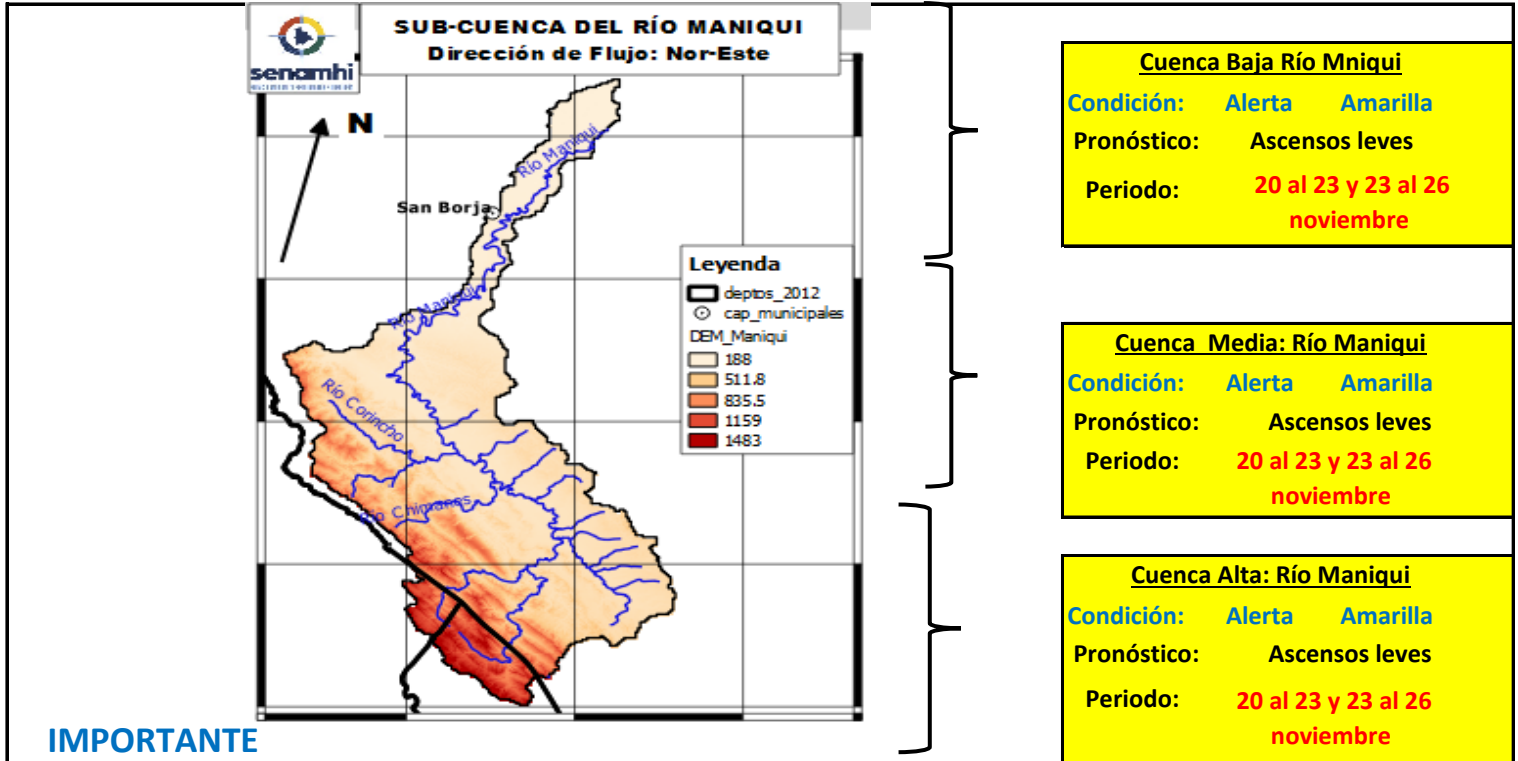 senamhi
SUB-CUENCA DEL RÍO MANIQUI
Dirección de Flujo: Nor-Este
N
Río Maniqui
San Borja
Río Maniqui
Río Corincho
Río Chimanes
Leyenda
deptos_2012
cap_municipales
DEM_Maniqui
188
511.8
835.5
1159
1483
IMPORTANTE
Cuenca Baja Río Mniqui
Condición: Alerta Amarilla
Pronóstico: Ascensos leves
Periodo: 20 al 23 y 23 al 26
noviembre
Cuenca Media: Río Maniqui
Condición: Alerta Amarilla
Pronóstico: Ascensos leves
Periodo: 20 al 23 y 23 al 26
noviembre
Cuenca Alta: Río Maniqui
Condición: Alerta Amarilla
Pronóstico: Ascensos leves
Periodo: 20 al 23 y 23 al 26
noviembre